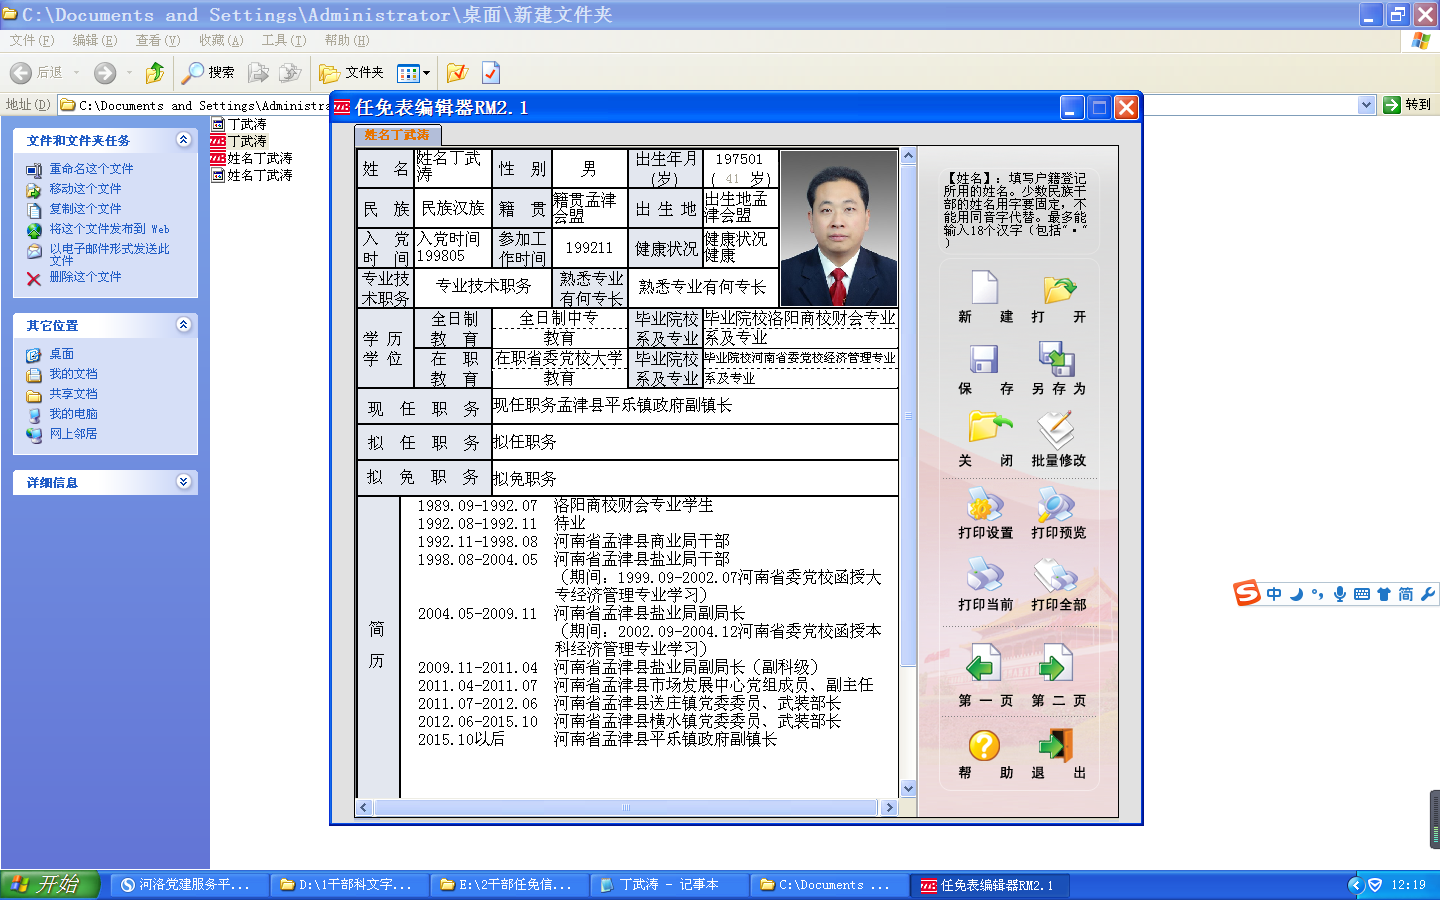 C:\Documents and Settings\Administrator\桌面\新建文件夹
文件(F) 编辑(E) 查看(V) 收藏(A) 工具(T) 帮助(H)
后退 搜索 文件夹
地址(D) C:\Documents and Settings\Administra 转到
文件和文件夹任务
重命名这个文件
移动这个文件
复制这个文件
将这个文件发布到 Web
以电子邮件形式发送此
文件
删除这个文件
其它位置
桌面
我的文档
共享文档
我的电脑
网上邻居
详细信息
丁武涛
丁武涛
姓名丁武涛
姓名丁武涛
任免表编辑器RM2.1
姓名丁武涛
姓 名 姓名丁武涛 性 别 男 出生年月(岁) 197501 ( 41 岁)
民 族 民族汉族 籍 贯 籍贯孟津会盟 出 生 地 出生地孟津会盟
入 党 时 间 入党时间199805 参加工作时间 199211 健康状况 健康状况健康
专业技术职务 专业技术职务 熟悉专业有何专长 熟悉专业有何专长
学 历 学 位
全日制教 育 全日制中专教育 毕业院校系及专业 毕业院校洛阳商校财会专业系及专业
在 职教 育 在职省委党校大学教育 毕业院校系及专业 毕业院校河南省委党校经济管理专业系及专业
现 任 职 务 现任职务孟津县平乐镇政府副镇长
拟 任 职 务 拟任职务
拟 免 职 务 拟免职务
简
历
1989.09-1992.07 洛阳商校财会专业学生
1992.08-1992.11 待业
1992.11-1998.08 河南省孟津县商业局干部
1998.08-2004.05 河南省孟津县盐业局干部
（期间：1999.09-2002.07河南省委党校函授大
专经济管理专业学习）
2004.05-2009.11 河南省孟津县盐业局副局长
（期间：2002.09-2004.12河南省委党校函授本
科经济管理专业学习）
2009.11-2011.04 河南省孟津县盐业局副局长（副科级）
2011.04-2011.07 河南省孟津县市场发展中心党组成员、副主任
2011.07-2012.06 河南省孟津县送庄镇党委委员、武装部长
2012.06-2015.10 河南省孟津县横水镇党委委员、武装部长
2015.10以后 河南省孟津县平乐镇政府副镇长
【姓名】：填写户籍登记
所用的姓名。少数民族干
部的姓名用字要固定，不
能用同音字代替。最多能
输入18个汉字（包括"·"
）
新 建 打 开
保 存 另 存 为
关 闭 批量修改
打印设置 打印预览
打印当前 打印全部
第 一 页 第 二 页
帮 助 退 出
中 简
开始 河洛党建服务平... D:\1干部科文字... E:\2干部任免信... 丁武涛 - 记事本 C:\Documents ... 任免表编辑器RM2.1 12:19